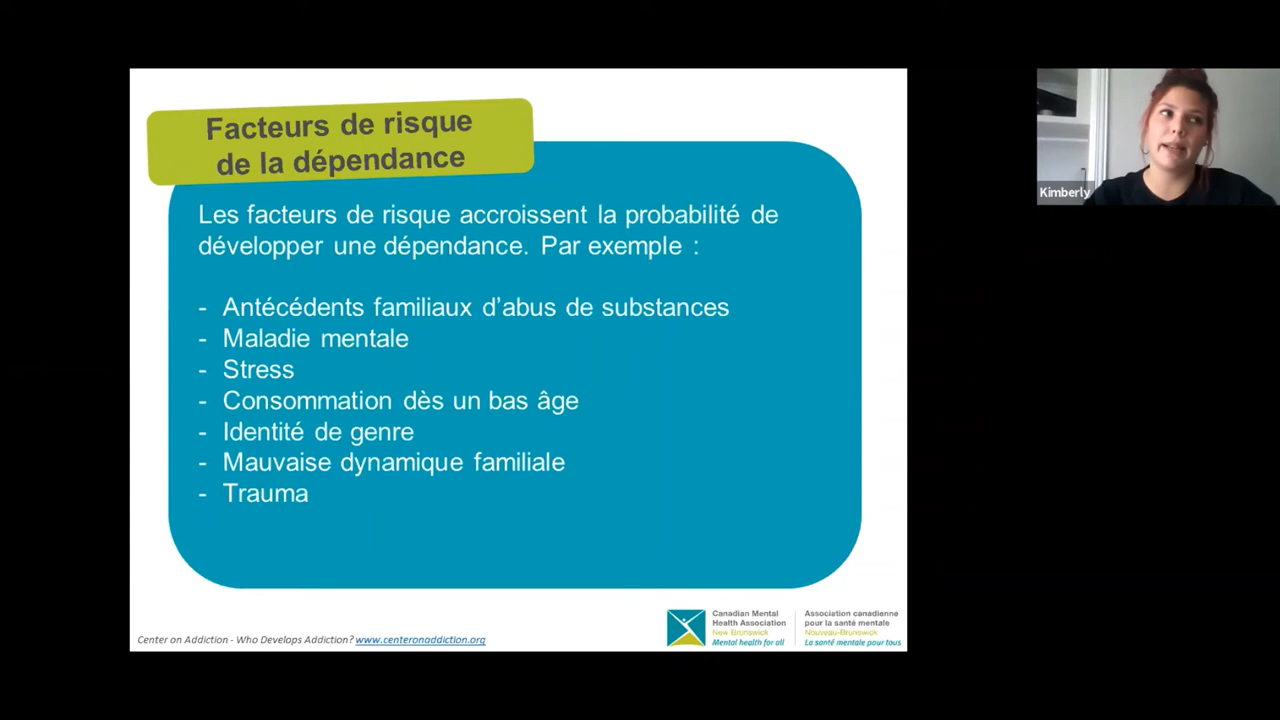 Facteurs de risque
de la dépendance
Les facteurs de risque accroissent la probabilité de
développer une dépendance. Par exemple :
- Antécédents familiaux d’abus de substances
- Maladie mentale
- Stress
- Consommation dès un bas âge
- Identité de genre
- Mauvaise dynamique familiale
- Trauma
Center on Addiction - Who Develops Addiction? www.centeronaddiction.org
Canadian Mental
Health Association
New Brunswick
Mental health for all
Association canadienne
pour la santé mentale
Nouveau-Brunswick
La santé mentale pour tous
Kimberly